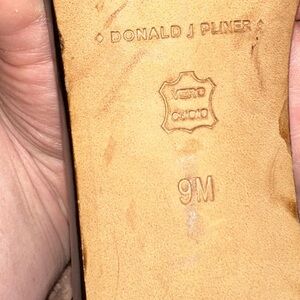 ◇ DONALD J PLINER ◇
VERO
CUOIO
9M